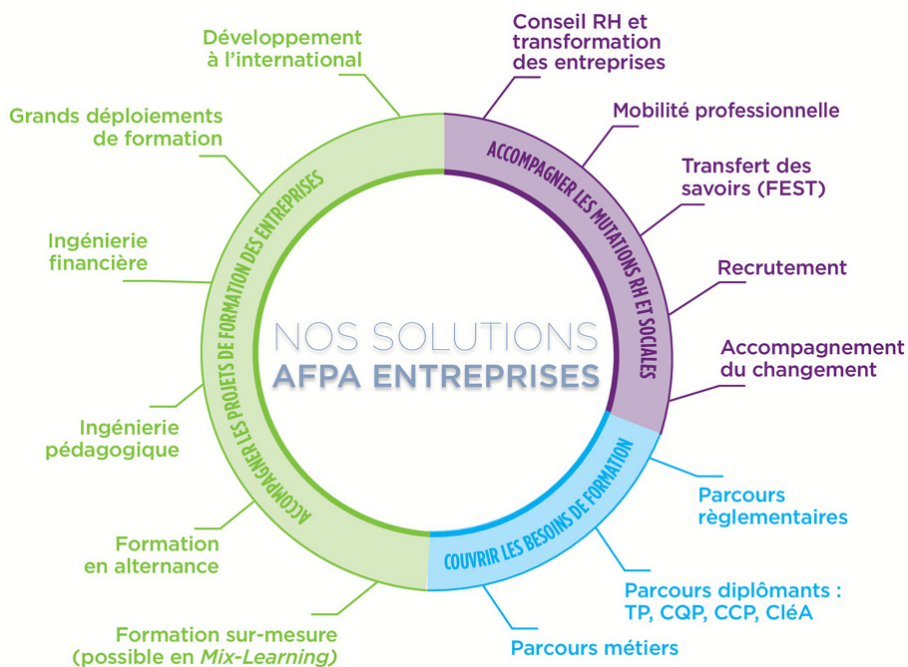 Conseil RH et
transformation
des entreprises
Mobilité professionnelle
Transfert des
savoirs (FEST)
Recrutement
Accompagnement
du changement
ACCOMPAGNER LES MUTATIONS RH ET SOCIALES
Parcours
règlementaires
Parcours diplômants :
TP, CQP, CCP, CléA
Parcours métiers
COUVRIR LES BESOINS DE FORMATION
Développement
à l'international
Grands déploiements
de formation
Ingénierie
financière
Ingénierie
pédagogique
Formation
en alternance
Formation sur-mesure
(possible en Mix-Learning)
ACCOMPAGNER LES PROJETS DE FORMATION DES ENTREPRISES
NOS SOLUTIONS
AFPA ENTREPRISES